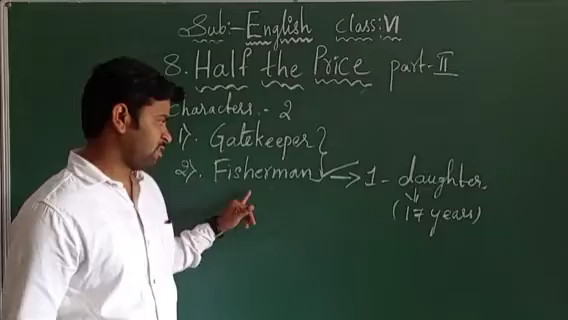 Sub:- English class: VI
8. Half the Price part-II
Characters - 2
1). Gatekeeper }
2). Fisherman → 1 - daughter.
(17 years)